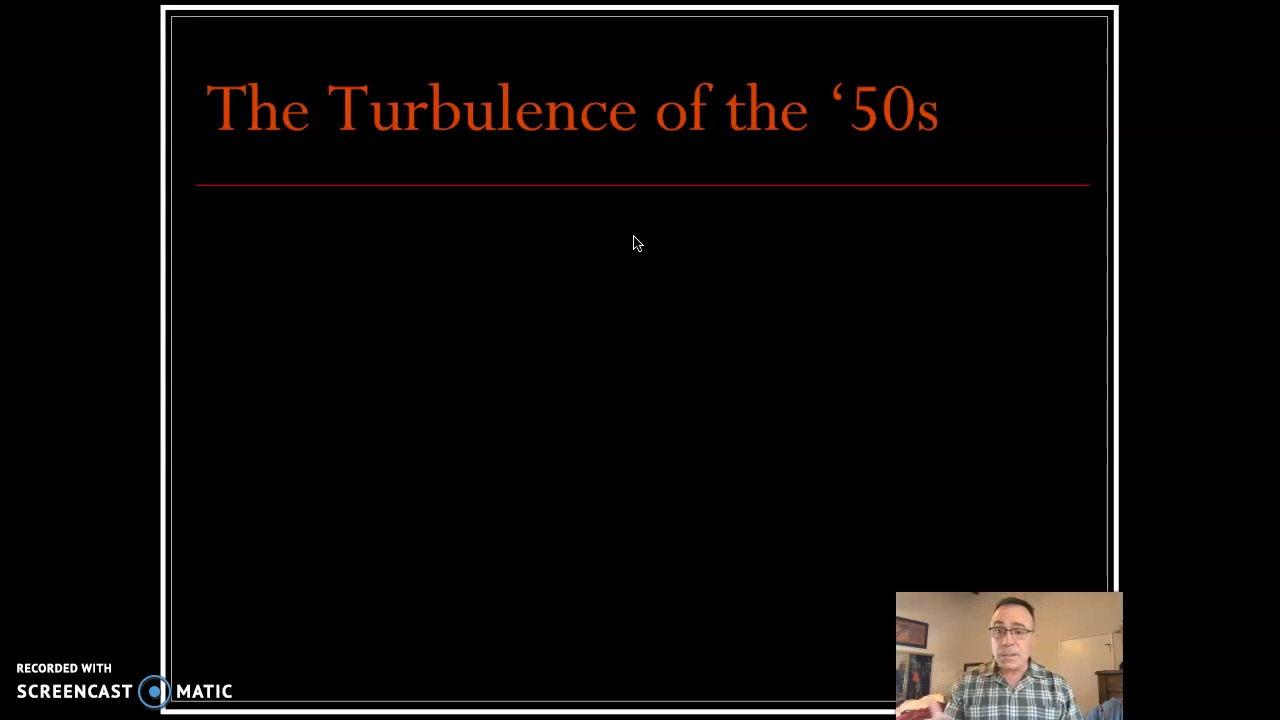 The Turbulence of the ‘50s
RECORDED WITH
SCREENCAST MATIC